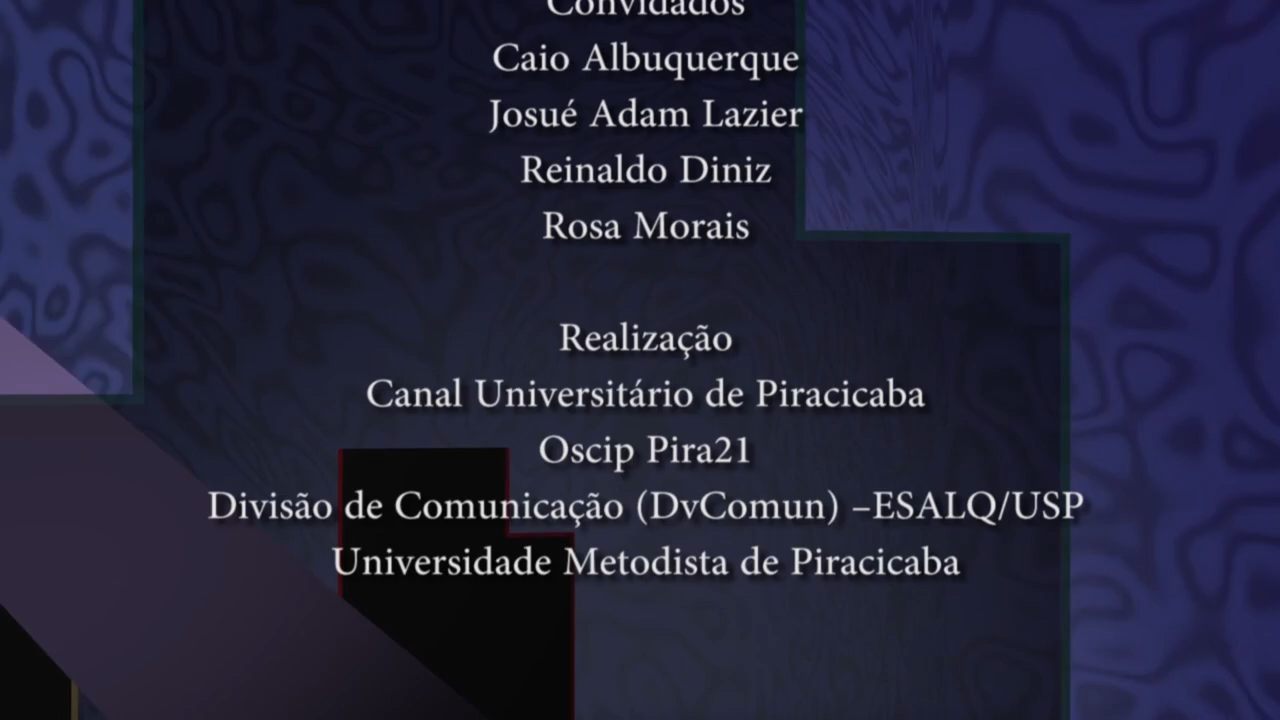 Convidados
Caio Albuquerque
Josué Adam Lazier
Reinaldo Diniz
Rosa Morais
Realização
Canal Universitário de Piracicaba
Oscip Pira21
Divisão de Comunicação (DvComun) –ESALQ/USP
Universidade Metodista de Piracicaba